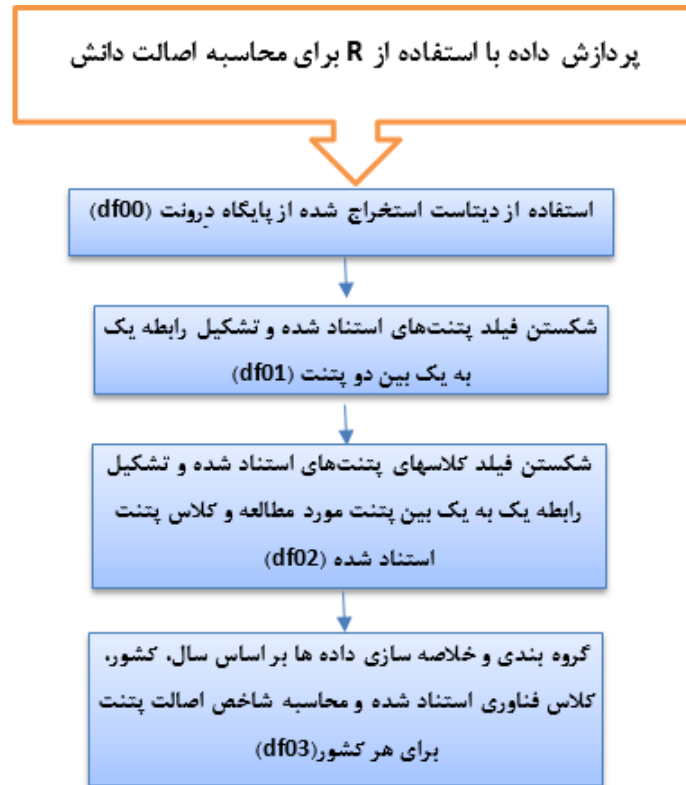 پردازش داده با استفاده از R برای محاسبه اصالت دانش
استفاده از دیتاست استخراج شده از پایگاه درونت (df00)
شکستن فیلد پتنت‌های استناد شده و تشکیل رابطه یک
به یک بین دو پتنت (df01)
شکستن فیلد کلاسهای پتنت‌های استناد شده و تشکیل
رابطه یک به یک بین پتنت مورد مطالعه و کلاس پتنت
استناد شده (df02)
گروه بندی و خلاصه سازی داده ها بر اساس سال، کشور،
کلاس فناوری استناد شده و محاسبه شاخص اصالت پتنت
برای هر کشور(df03)